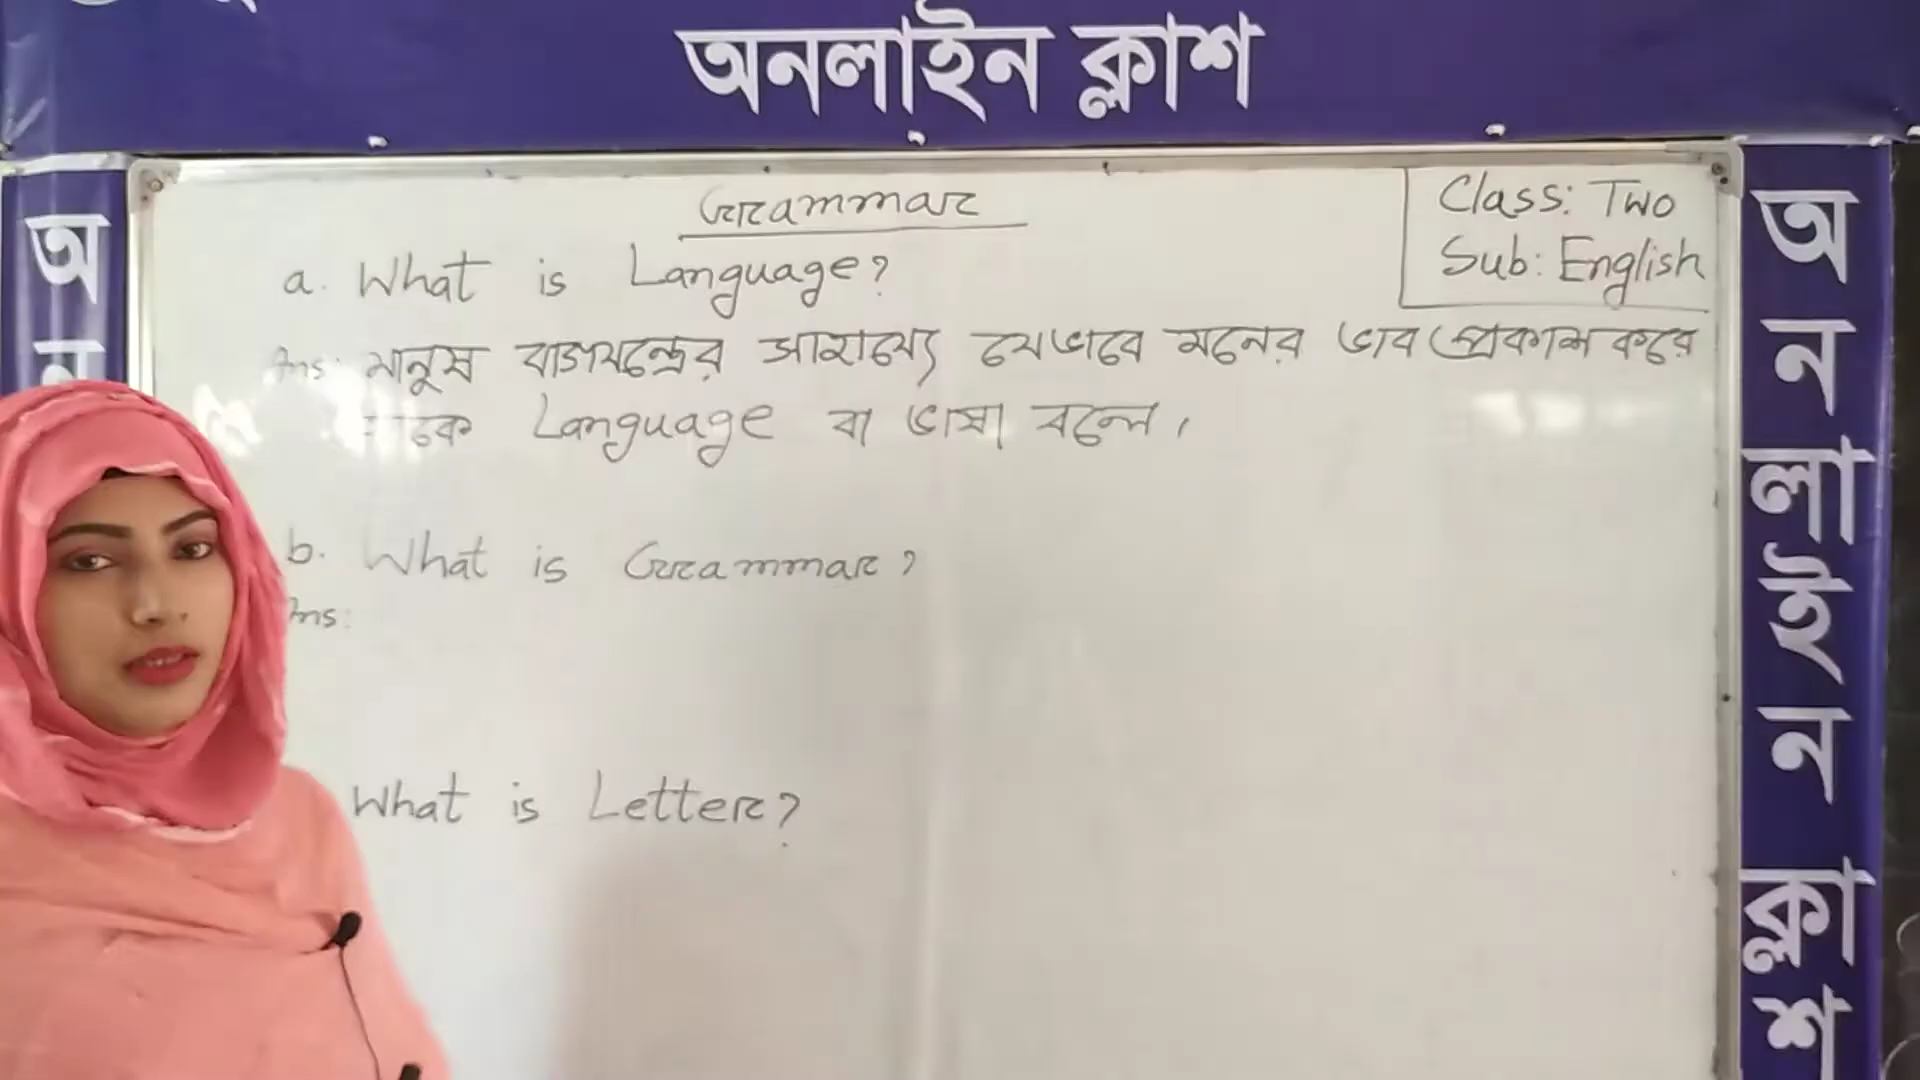 অনলাইন ক্লাশ
Grammar
Class: Two
Sub: English
a. What is Language?
Ans: মানুষ বাগযন্ত্রের সাহায্যে যেভাবে মনের ভাব প্রকাশ করে
Language বা ভাষা বলে।
b. What is Grammar?
Ans:
What is Letter?
অ
ন
অ
ন
লা
ই
ন
ক্লা
শ